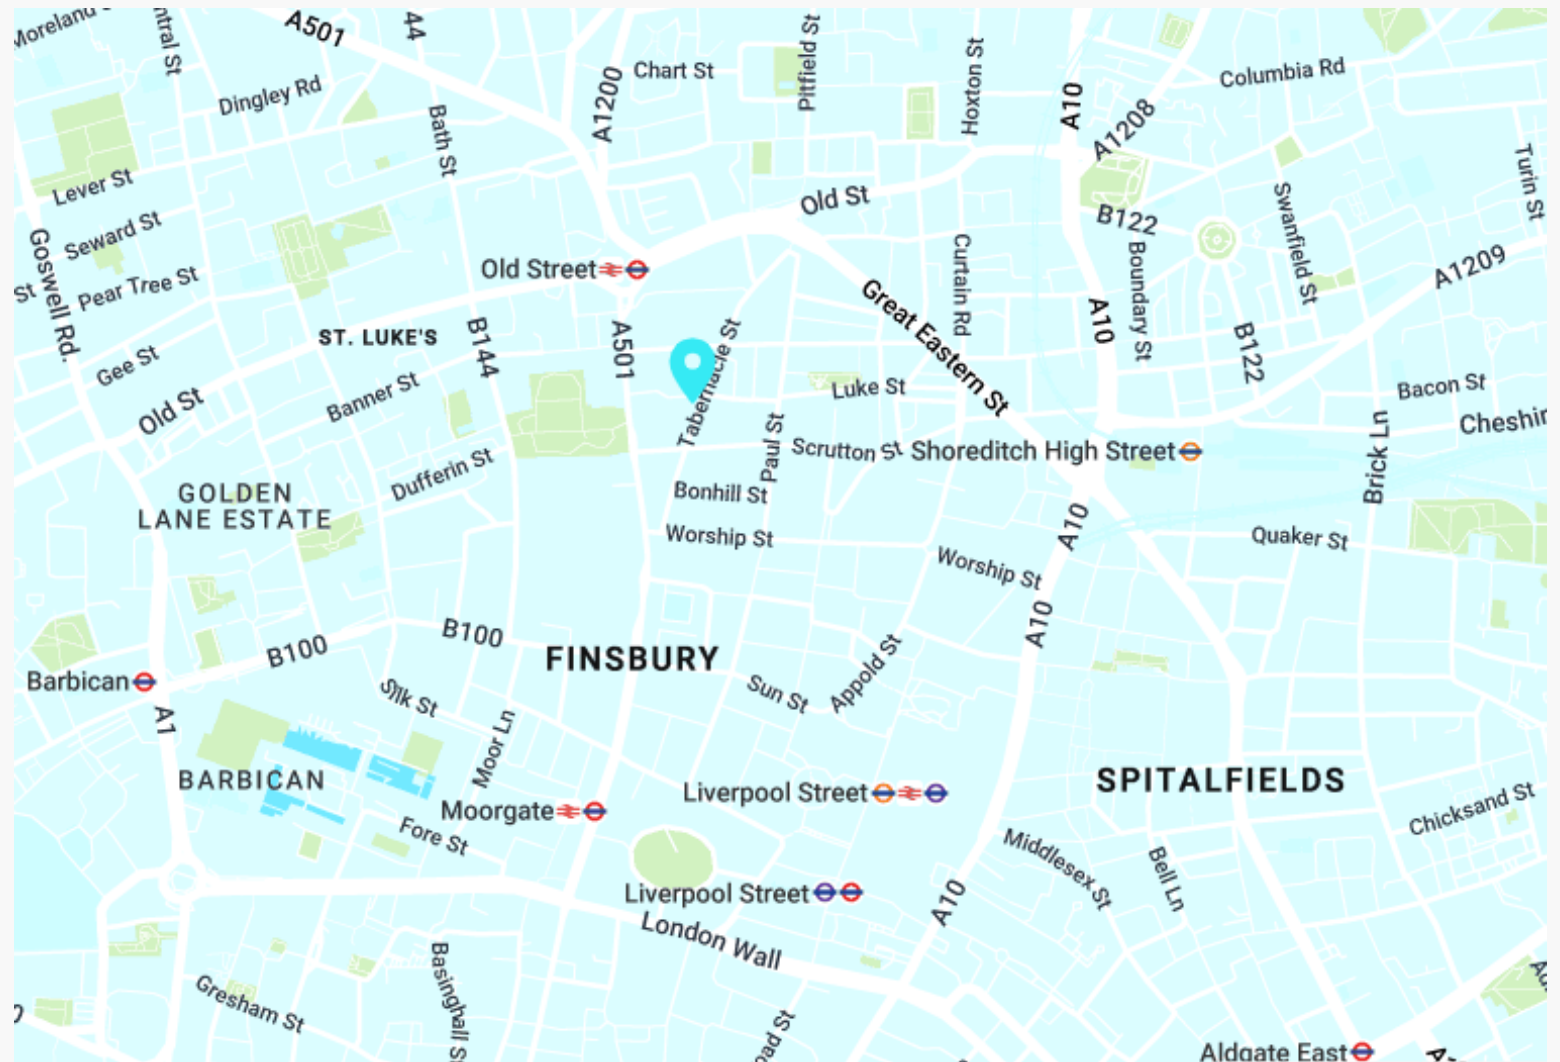 Moreland
ntral St
A501
44
Chart St
Pitfield St
Hoxton St
A10
Columbia Rd
Dingley Rd
A1200
A1208
Bath St
Turin St
Lever St
Old St
Swanfield St
B122
Seward St
Goswell Rd.
Curtain Rd
Boundary St
Old Street
A1209
St
Pear Tree St
Great Eastern St
A10
ST. LUKE'S
B144
A501
Tabernacle St
B122
Gee St
Banner St
Luke St
Bacon St
Old St
Cheshir
Paul St
Scrutton St
Shoreditch High Street
Brick Ln
Dufferin St
GOLDEN
LANE ESTATE
Bonhill St
Worship St
A10
Quaker St
Worship St
A10
B100
B100
FINSBURY
Barbican
Silk St
Sun St
Appold St
A1
Moor Ln
BARBICAN
Liverpool Street
SPITALFIELDS
Moorgate
Fore St
Chicksand St
Middlesex St
Bell Ln
Liverpool Street
A10
London Wall
Basinghall S
Gresham St
oad St
Aldgate East